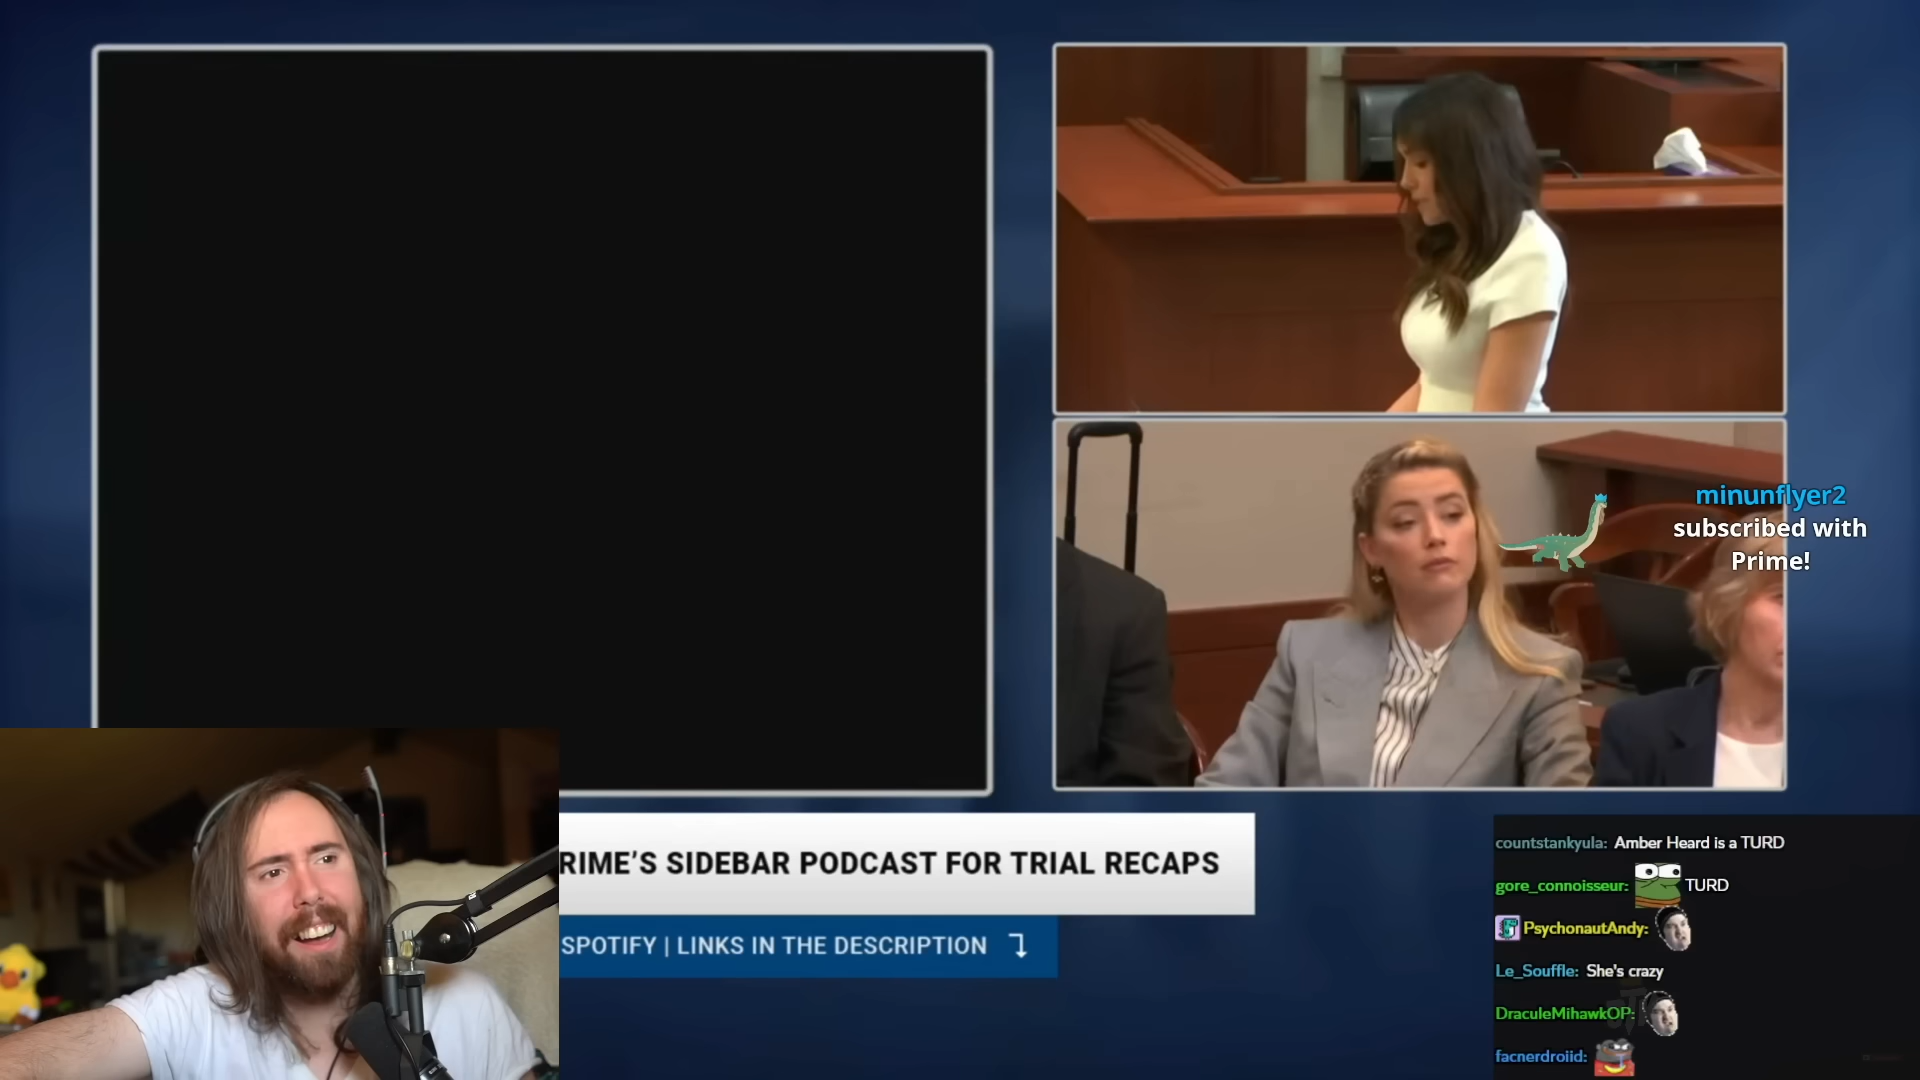 minunflyer2
subscribed with
Prime!
RIME'S SIDEBAR PODCAST FOR TRIAL RECAPS
SPOTIFY | LINKS IN THE DESCRIPTION
countstankyula: Amber Heard is a TURD
gore_connoisseur: TURD
PsychonautAndy:
Le_Souffle: She's crazy
DraculeMihawkOP:
facnerdroiid: